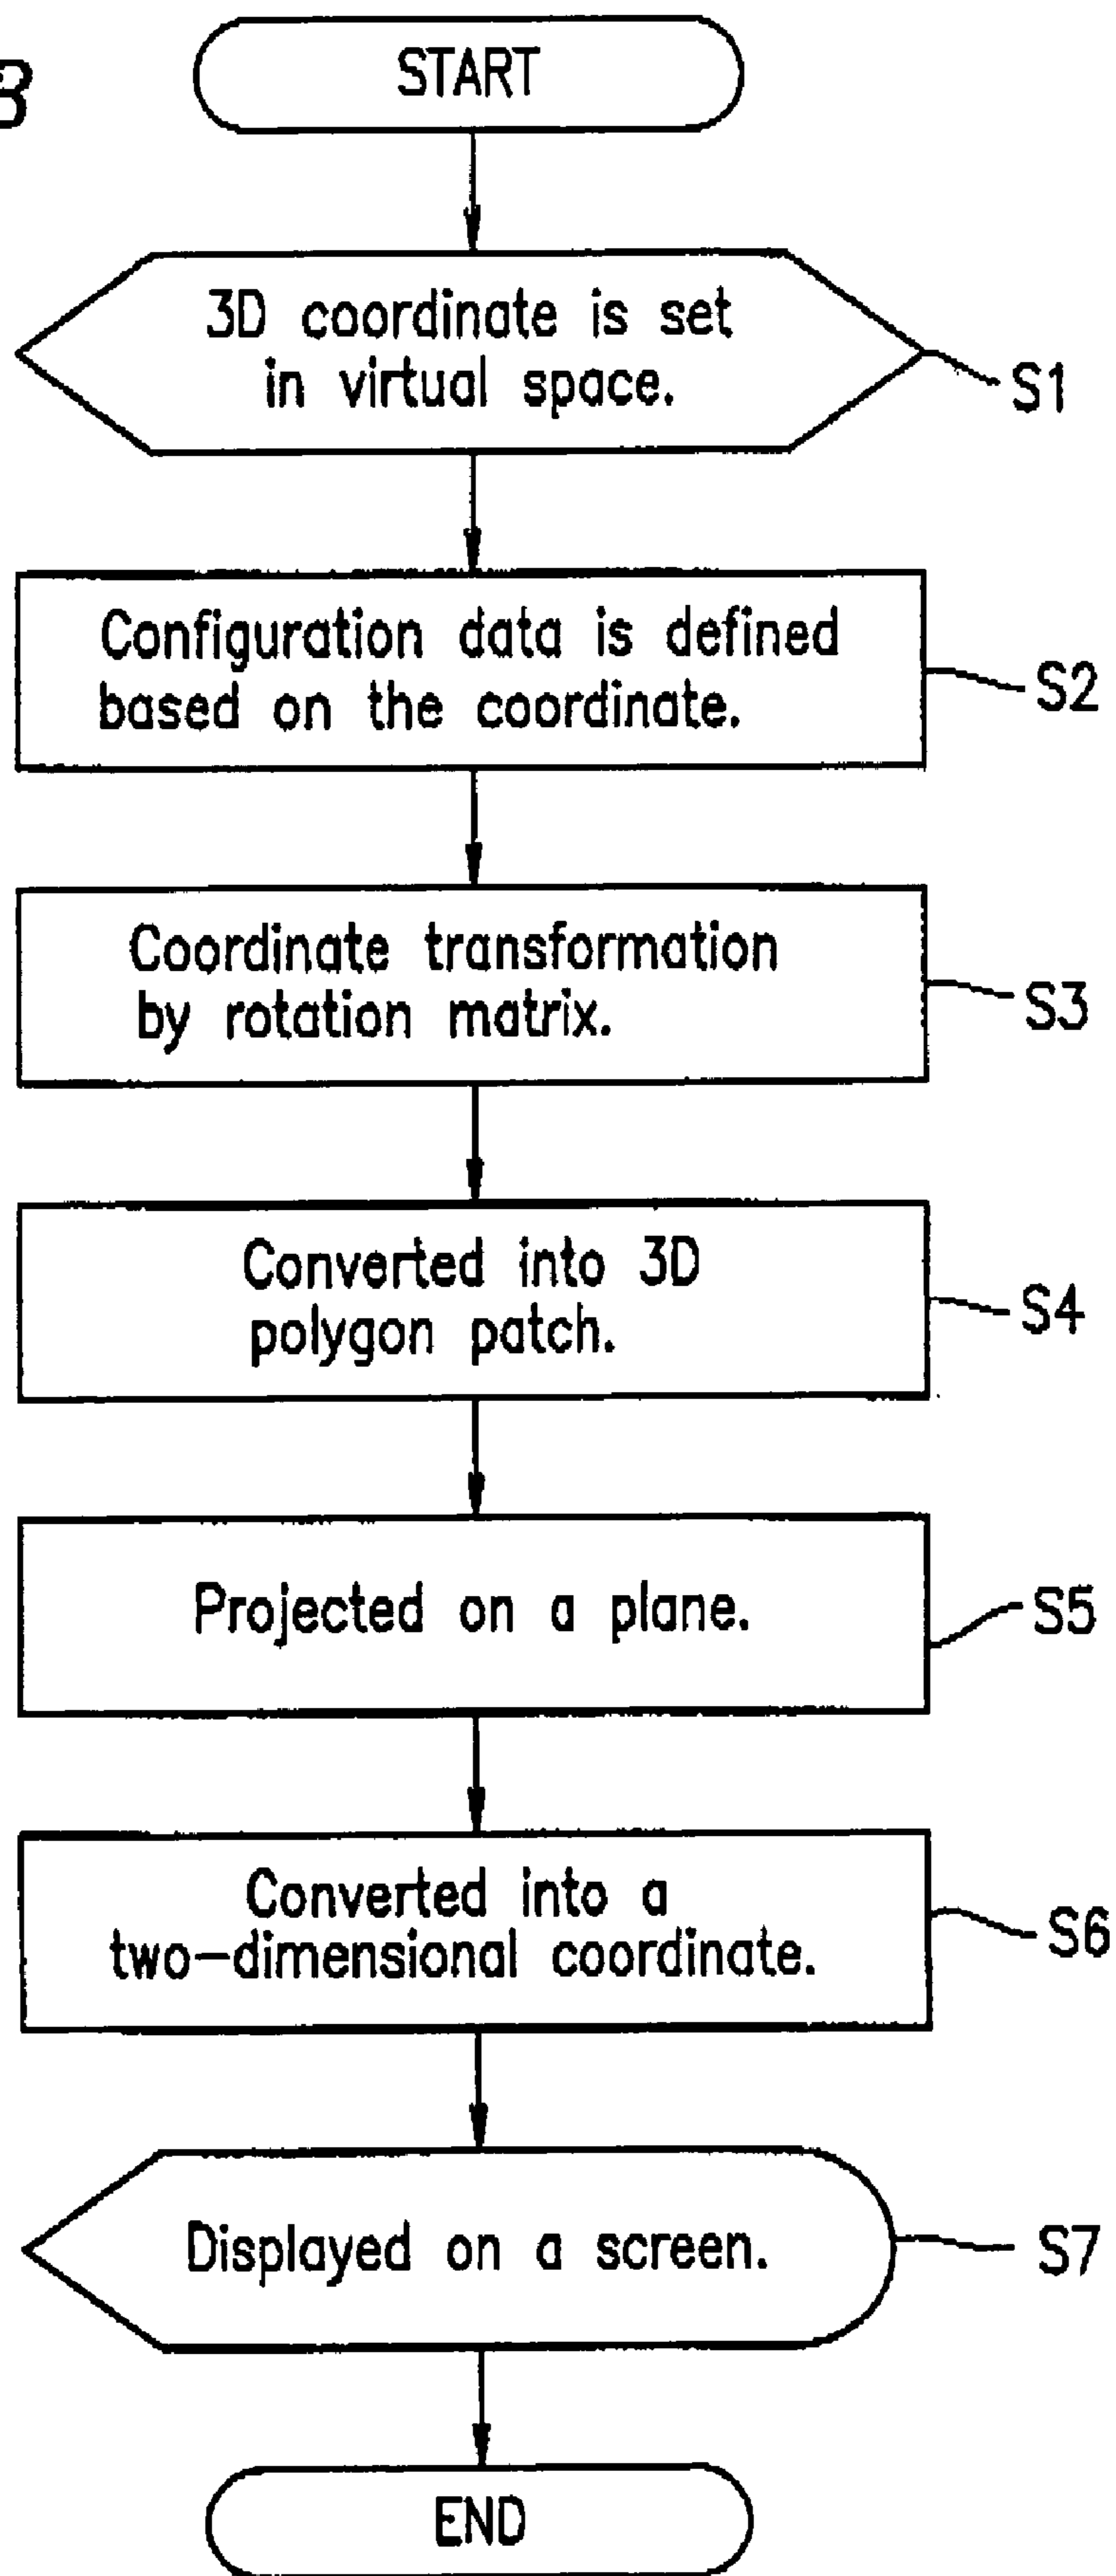 B
START
3D coordinate is set
in virtual space.
S1
Configuration data is defined
based on the coordinate.
S2
Coordinate transformation
by rotation matrix.
S3
Converted into 3D
polygon patch.
S4
Projected on a plane.
S5
Converted into a
two-dimensional coordinate.
S6
Displayed on a screen.
S7
END